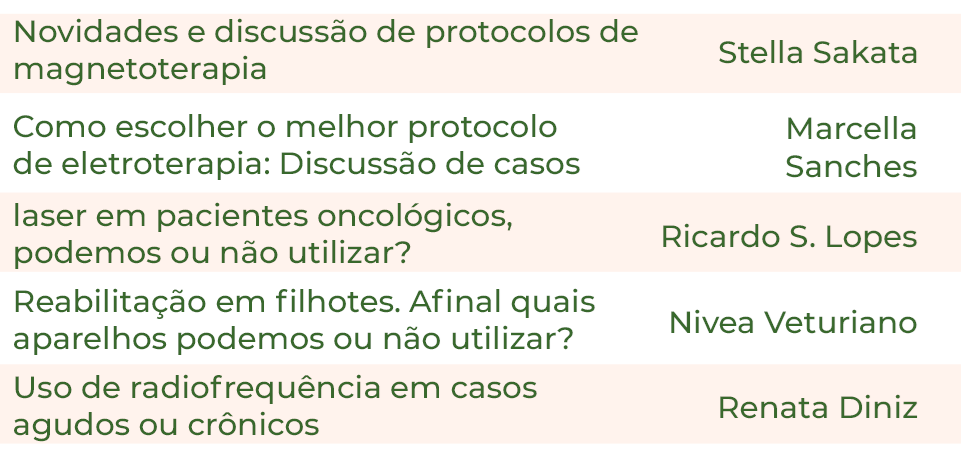 Novidades e discussão de protocolos de
magnetoterapia
Stella Sakata
Como escolher o melhor protocolo
de eletroterapia: Discussão de casos
Marcella
Sanches
laser em pacientes oncológicos,
podemos ou não utilizar?
Ricardo S. Lopes
Reabilitação em filhotes. Afinal quais
aparelhos podemos ou não utilizar?
Nivea Veturiano
Uso de radiofrequência em casos
agudos ou crônicos
Renata Diniz